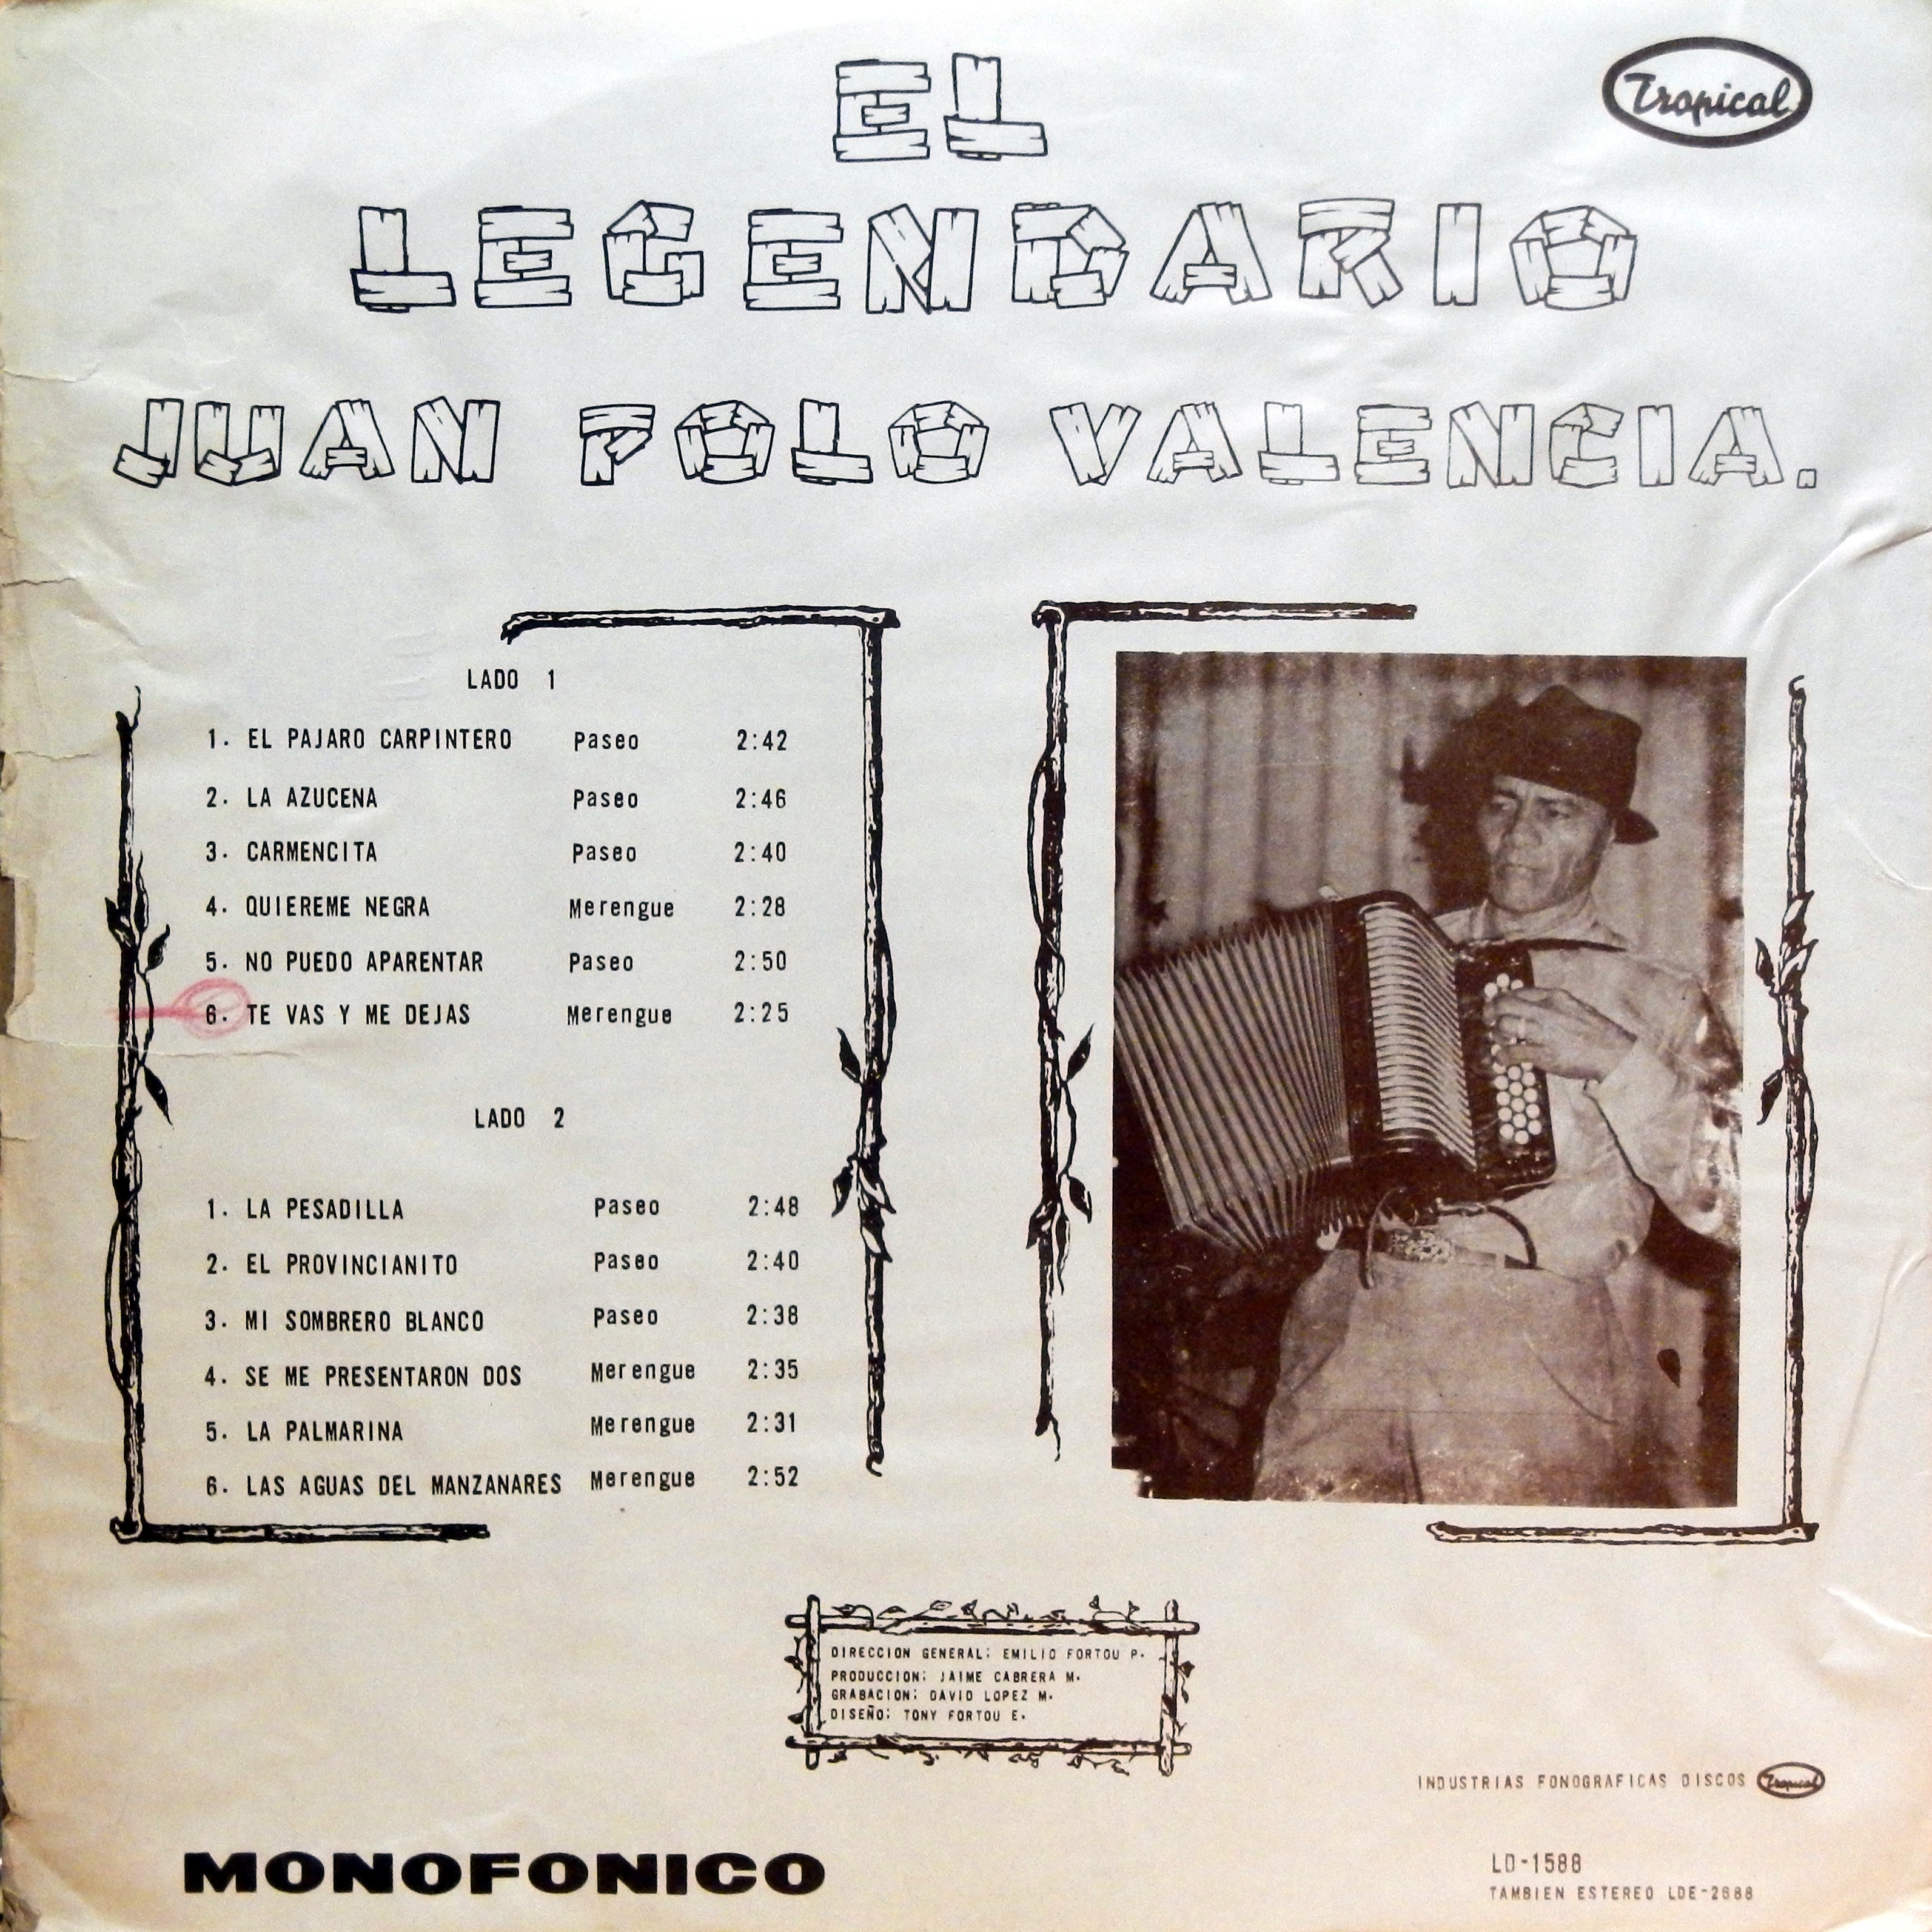 EL
Tropical
LEGENDARIO
JUAN POLO VALENCIA.
LADO 1
1. EL PAJARO CARPINTERO Paseo 2:42
2. LA AZUCENA Paseo 2:46
3. CARMENCITA Paseo 2:40
4. QUIEREME NEGRA Merengue 2:28
5. NO PUEDO APARENTAR Paseo 2:50
6. TE VAS Y ME DEJAS Merengue 2:25
LADO 2
1. LA PESADILLA Paseo 2:48
2. EL PROVINCIANITO Paseo 2:40
3. MI SOMBRERO BLANCO Paseo 2:38
4. SE ME PRESENTARON DOS Merengue 2:35
5. LA PALMARINA Merengue 2:31
6. LAS AGUAS DEL MANZANARES Merengue 2:52
DIRECCION GENERAL: EMILIO FORTOU P.
PRODUCCION: JAIME CABRERA M.
GRABACION: DAVID LOPEZ M.
DISEÑO: TONY FORTOU E.
INDUSTRIAS FONOGRAFICAS DISCOS Tropical
MONOFONICO
LD-1588
TAMBIEN ESTEREO